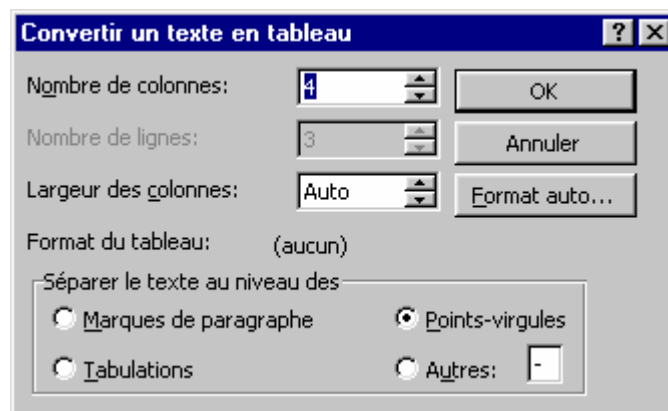 Convertir un texte en tableau ? X
Nombre de colonnes: 4 OK
Nombre de lignes: 3 Annuler
Largeur des colonnes: Auto Format auto...
Format du tableau: (aucun)
Séparer le texte au niveau des
Marques de paragraphe Points-virgules
Tabulations Autres: -